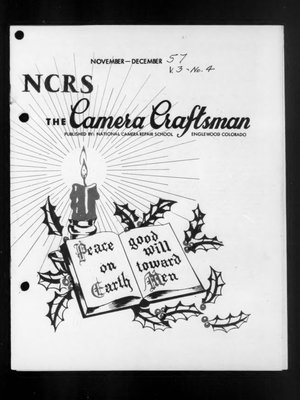 NOVEMBER—DECEMBER 57
V.3-No.4
NCRS
THE Camera Craftsman
PUBLISHED BY: NATIONAL CAMERA REPAIR SCHOOL ENGLEWOOD COLORADO
Peace
on
Earth
good
will
toward
Men